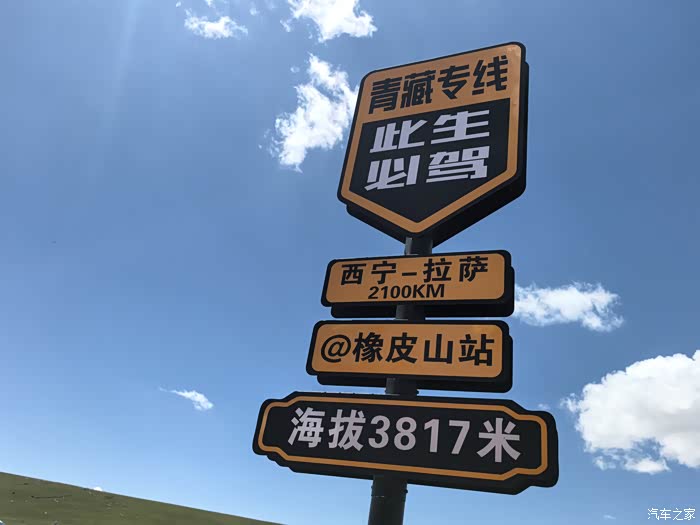 青藏专线
此生
必驾
西宁-拉萨
2100KM
@橡皮山站
海拔3817米
汽车之家